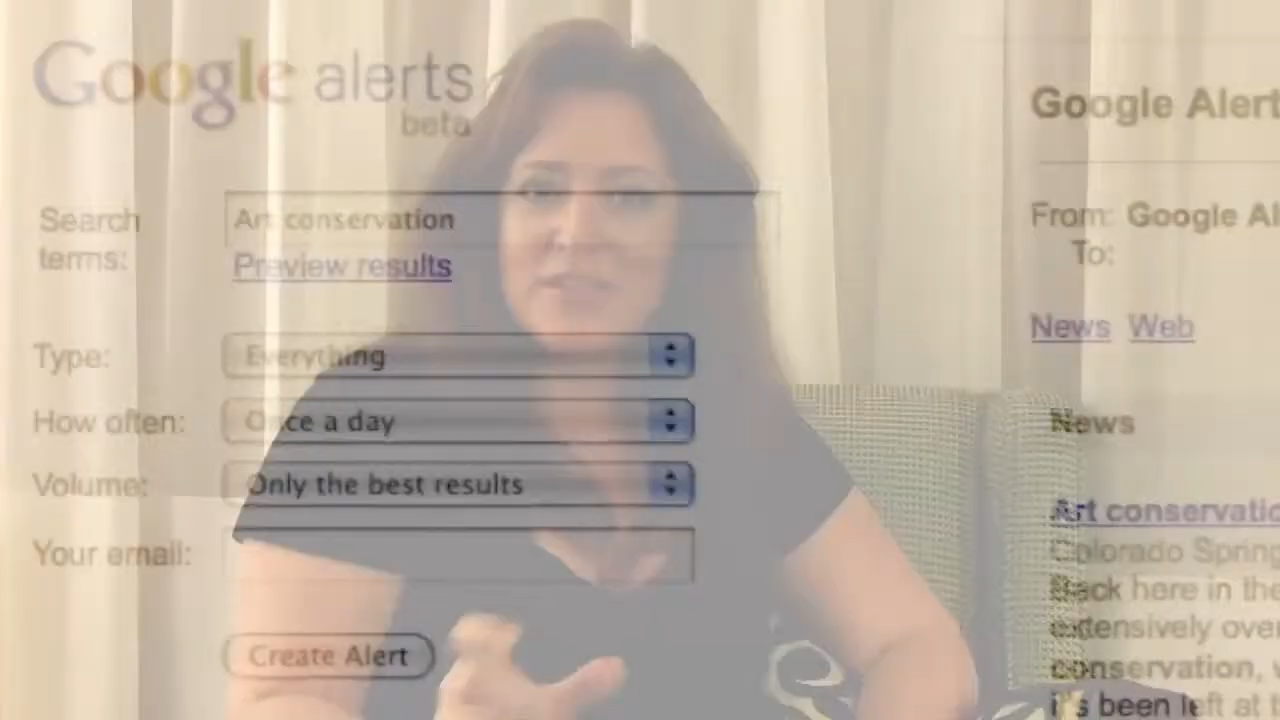 Google alerts
beta
Search terms:
Art conservation
Preview results
Type:
Everything
How often:
Once a day
Volume:
Only the best results
Your email:
Create Alert
Google Alert
From: Google Al
To:
News Web
News
Art conservatio
Colorado Spring
Back here in the
extensively over
conservation,
it's been left at